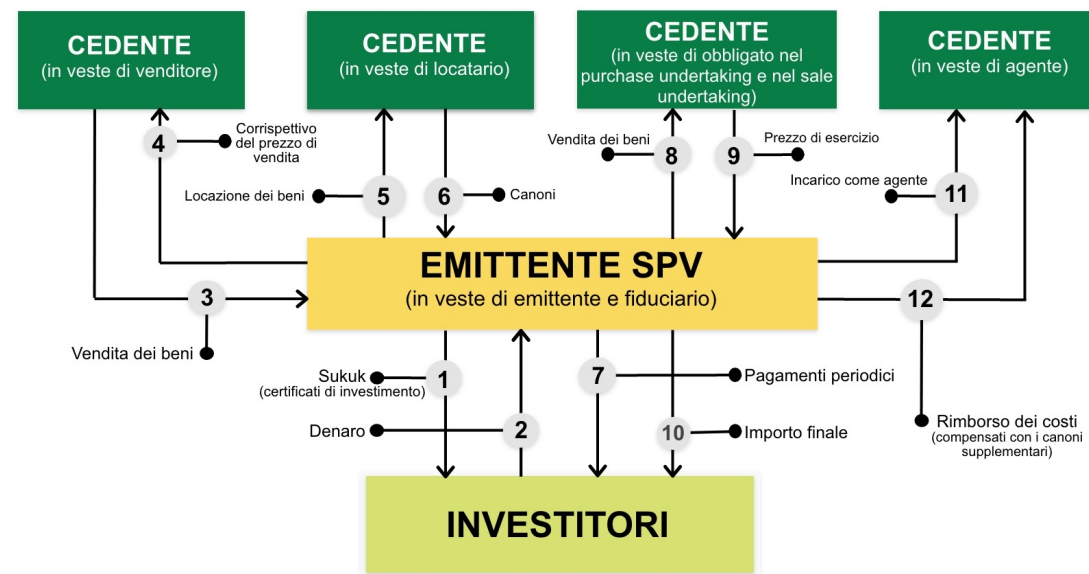 CEDENTE
(in veste di venditore)
CEDENTE
(in veste di locatario)
CEDENTE
(in veste di obbligato nel
purchase undertaking e nel sale
undertaking)
CEDENTE
(in veste di agente)
4
Corrispettivo
del prezzo di
vendita
Locazione dei beni
5
6
Canoni
Vendita dei beni
8
9
Prezzo di esercizio
Incarico come agente
11
EMITTENTE SPV
(in veste di emittente e fiduciario)
3
Vendita dei beni
12
Rimborso dei costi
(compensati con i canoni
supplementari)
Sukuk
(certificati di investimento)
1
Denaro
2
7
Pagamenti periodici
10
Importo finale
INVESTITORI